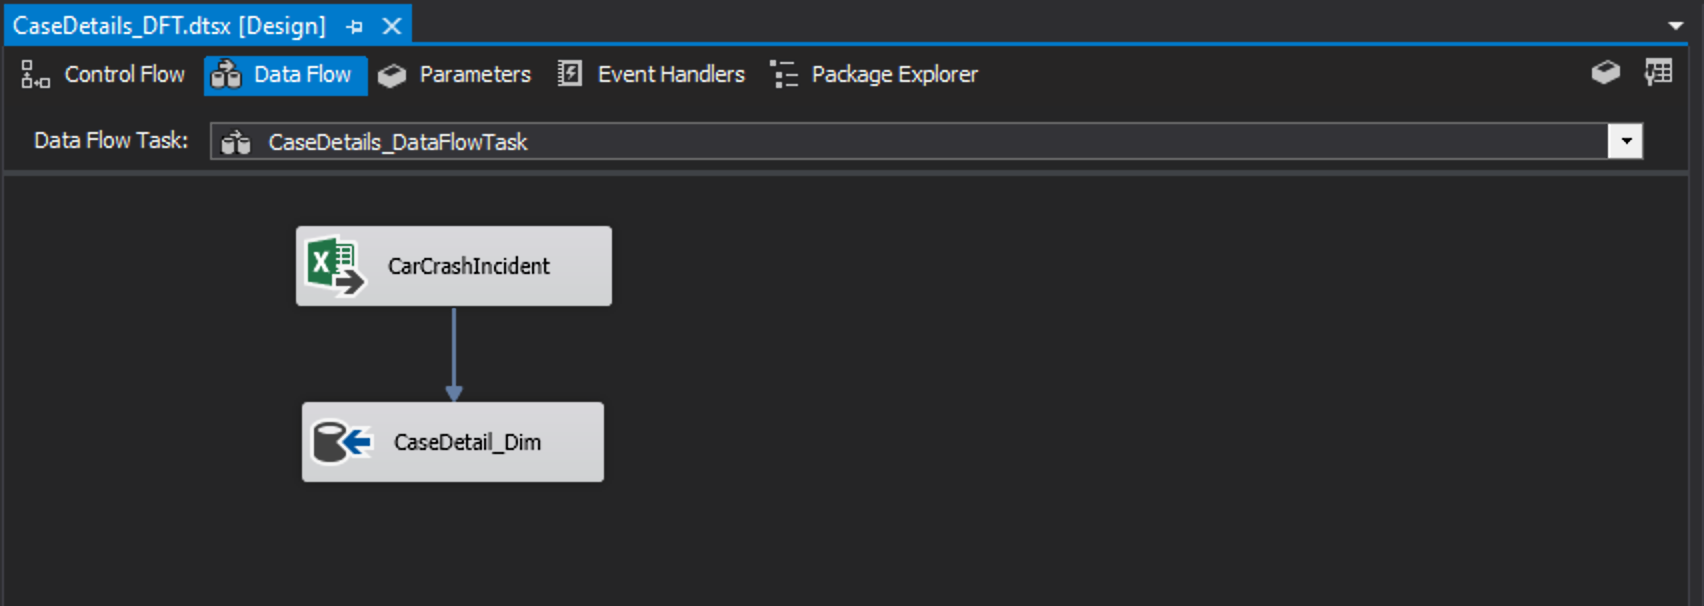 CaseDetails_DFT.dtsx [Design]
Control Flow Data Flow Parameters Event Handlers Package Explorer
Data Flow Task: CaseDetails_DataFlowTask
CarCrashIncident
CaseDetail_Dim